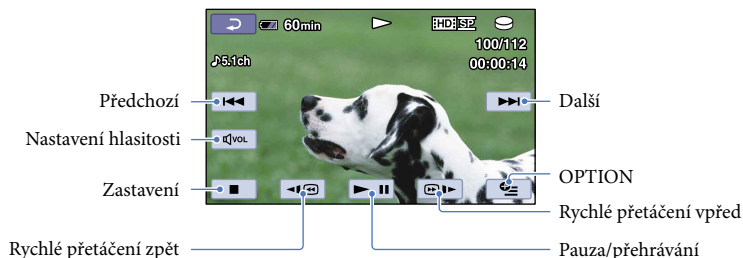 60min HD SP
100/112
♪5.1ch 00:00:14
Předchozí Další
Nastavení hlasitosti VOL
OPTION
Zastavení
Rychlé přetáčení vpřed
Rychlé přetáčení zpět Pauza/přehrávání